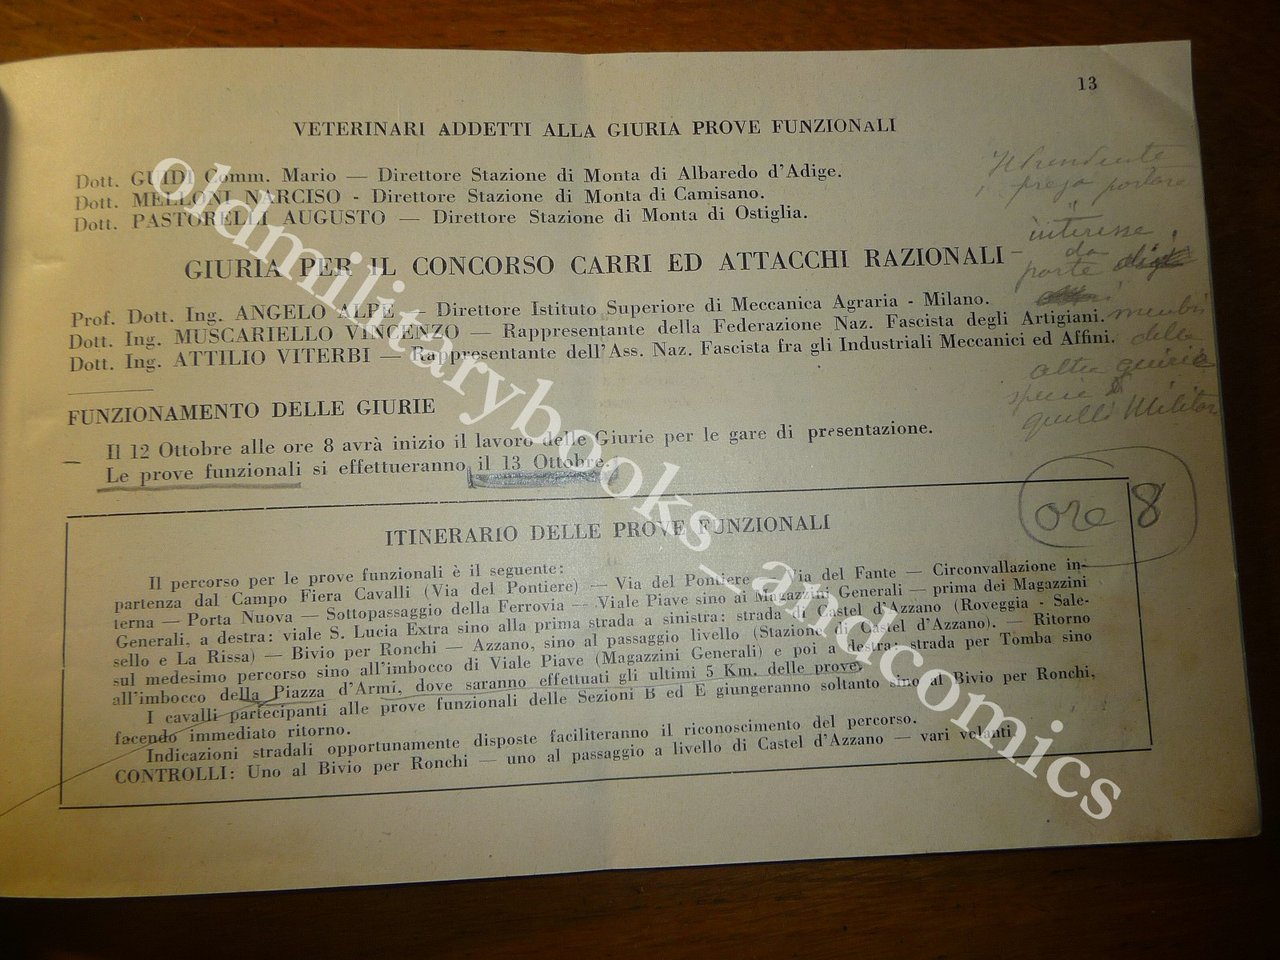 13
VETERINARI ADDETTI ALLA GIURIA PROVE FUNZIONALI
Dott. GUIDI Comm. Mario — Direttore Stazione di Monta di Albaredo d'Adige.
Dott. MELLONI NARCISO - Direttore Stazione di Monta di Camisano.
Dott. PASTORELLI AUGUSTO — Direttore Stazione di Monta di Ostiglia.
GIURIA PER IL CONCORSO CARRI ED ATTACCHI RAZIONALI
Prof. Dott. Ing. ANGELO ALPE — Direttore Istituto Superiore di Meccanica Agraria - Milano.
Dott. Ing. MUSCARIELLO VINCENZO — Rappresentante della Federazione Naz. Fascista degli Artigiani.
Dott. Ing. ATTILIO VITERBI — Rappresentante dell'Ass. Naz. Fascista fra gli Industriali Meccanici ed Affini.
prega portare
interesse
da
parte
membri
della
altre giuria
specie
quelli Militari
FUNZIONAMENTO DELLE GIURIE
Il 12 Ottobre alle ore 8 avrà inizio il lavoro delle Giurie per le gare di presentazione.
Le prove funzionali si effettueranno il 13 Ottobre.
ore 8
ITINERARIO DELLE PROVE FUNZIONALI
Il percorso per le prove funzionali è il seguente:
partenza dal Campo Fiera Cavalli (Via del Pontiere) — Via del Pontiere — Via del Fante — Circonvallazione in-
terna — Porta Nuova — Sottopassaggio della Ferrovia — Viale Piave sino ai Magazzini Generali — prima dei Magazzini
Generali, a destra: viale S. Lucia Extra sino alla prima strada a sinistra: strada di Castel d'Azzano (Roveggia - Sale-
sello e La Rissa) — Bivio per Ronchi — Azzano, sino al passaggio livello (Stazione di Castel d'Azzano). — Ritorno
sul medesimo percorso sino all'imbocco di Viale Piave (Magazzini Generali) e poi a destra: strada per Tomba sino
all'imbocco della Piazza d'Armi, dove saranno effettuati gli ultimi 5 Km. delle prove.
I cavalli partecipanti alle prove funzionali delle Sezioni B ed E giungeranno soltanto sino al Bivio per Ronchi,
facendo immediato ritorno.
Indicazioni stradali opportunamente disposte faciliteranno il riconoscimento del percorso.
CONTROLLI: Uno al Bivio per Ronchi — uno al passaggio a livello di Castel d'Azzano — vari volanti.
oldmilitarybooks_andcomics